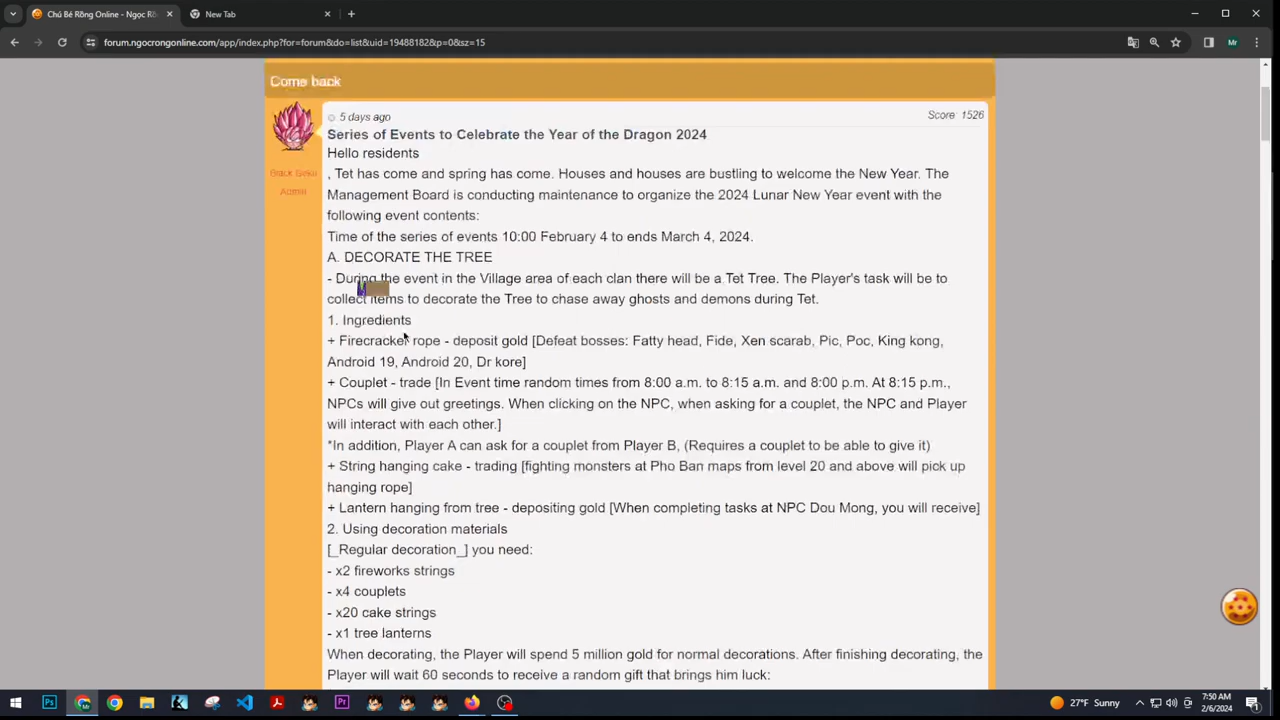 Chú Bé Rồng Online - Ngọc Rồ
New Tab
forum.ngocrongonline.com/app/index.php?for=forum&do=list&uid=19488182&p=0&sz=15
Mr
Come back
5 days ago
Score 1526
Series of Events to Celebrate the Year of the Dragon 2024
Hello residents
, Tet has come and spring has come. Houses and houses are bustling to welcome the New Year. The
Black Goku
Management Board is conducting maintenance to organize the 2024 Lunar New Year event with the
Admin
following event contents:
Time of the series of events 10:00 February 4 to ends March 4, 2024.
A. DECORATE THE TREE
- During the event in the Village area of each clan there will be a Tet Tree. The Player's task will be to
collect items to decorate the Tree to chase away ghosts and demons during Tet.
1. Ingredients
+ Firecracker rope - deposit gold [Defeat bosses: Fatty head, Fide, Xen scarab, Pic, Poc, King kong,
Android 19, Android 20, Dr kore]
+ Couplet - trade [In Event time random times from 8:00 a.m. to 8:15 a.m. and 8:00 p.m. At 8:15 p.m.,
NPCs will give out greetings. When clicking on the NPC, when asking for a couplet, the NPC and Player
will interact with each other.]
*In addition, Player A can ask for a couplet from Player B, (Requires a couplet to be able to give it)
+ String hanging cake - trading [fighting monsters at Pho Ban maps from level 20 and above will pick up
hanging rope]
+ Lantern hanging from tree - depositing gold [When completing tasks at NPC Dou Mong, you will receive]
2. Using decoration materials
[_Regular decoration_] you need:
- x2 fireworks strings
- x4 couplets
- x20 cake strings
- x1 tree lanterns
When decorating, the Player will spend 5 million gold for normal decorations. After finishing decorating, the
Player will wait 60 seconds to receive a random gift that brings him luck:
Ps
Pr
27°F Sunny
7:50 AM
2/6/2024